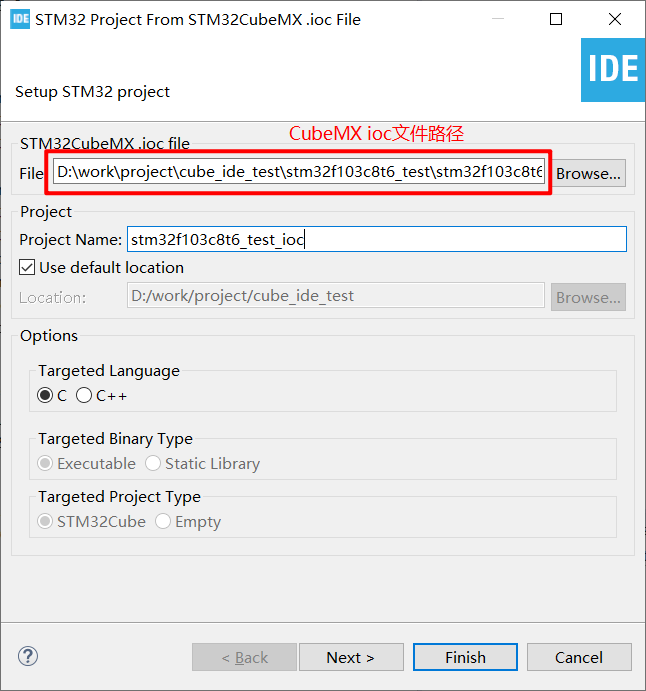 IDE STM32 Project From STM32CubeMX .ioc File
IDE
Setup STM32 project
CubeMX ioc文件路径
STM32CubeMX .ioc file
File D:\work\project\cube_ide_test\stm32f103c8t6_test\stm32f103c8t6 Browse...
Project
Project Name: stm32f103c8t6_test_ioc
Use default location
Location: D:/work/project/cube_ide_test Browse...
Options
Targeted Language
C C++
Targeted Binary Type
Executable Static Library
Targeted Project Type
STM32Cube Empty
? < Back Next > Finish Cancel